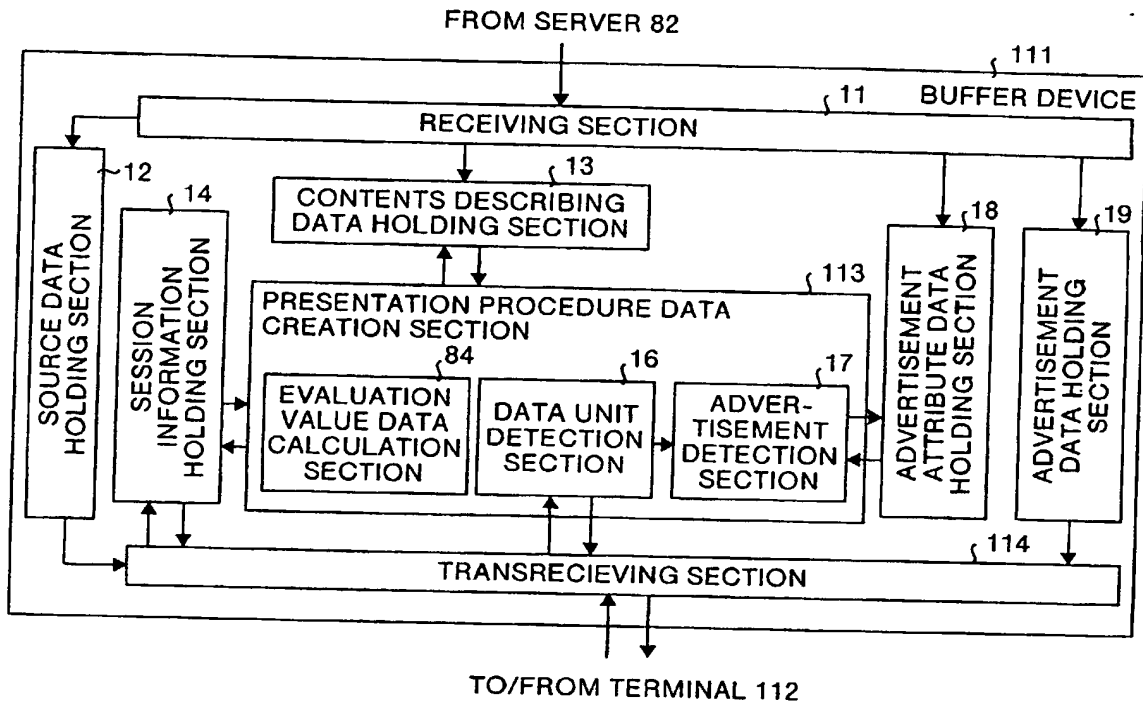 FROM SERVER 82
111
BUFFER DEVICE
11
RECEIVING SECTION
12
SOURCE DATA
HOLDING SECTION
14
SESSION
INFORMATION
HOLDING SECTION
13
CONTENTS DESCRIBING
DATA HOLDING SECTION
113
PRESENTATION PROCEDURE DATA
CREATION SECTION
84
EVALUATION
VALUE DATA
CALCULATION
SECTION
16
DATA UNIT
DETECTION
SECTION
17
ADVER-
TISEMENT
DETECTION
SECTION
18
ADVERTISEMENT
ATTRIBUTE DATA
HOLDING SECTION
19
ADVERTISEMENT
DATA HOLDING
SECTION
114
TRANSRECIEVING SECTION
TO/FROM TERMINAL 112